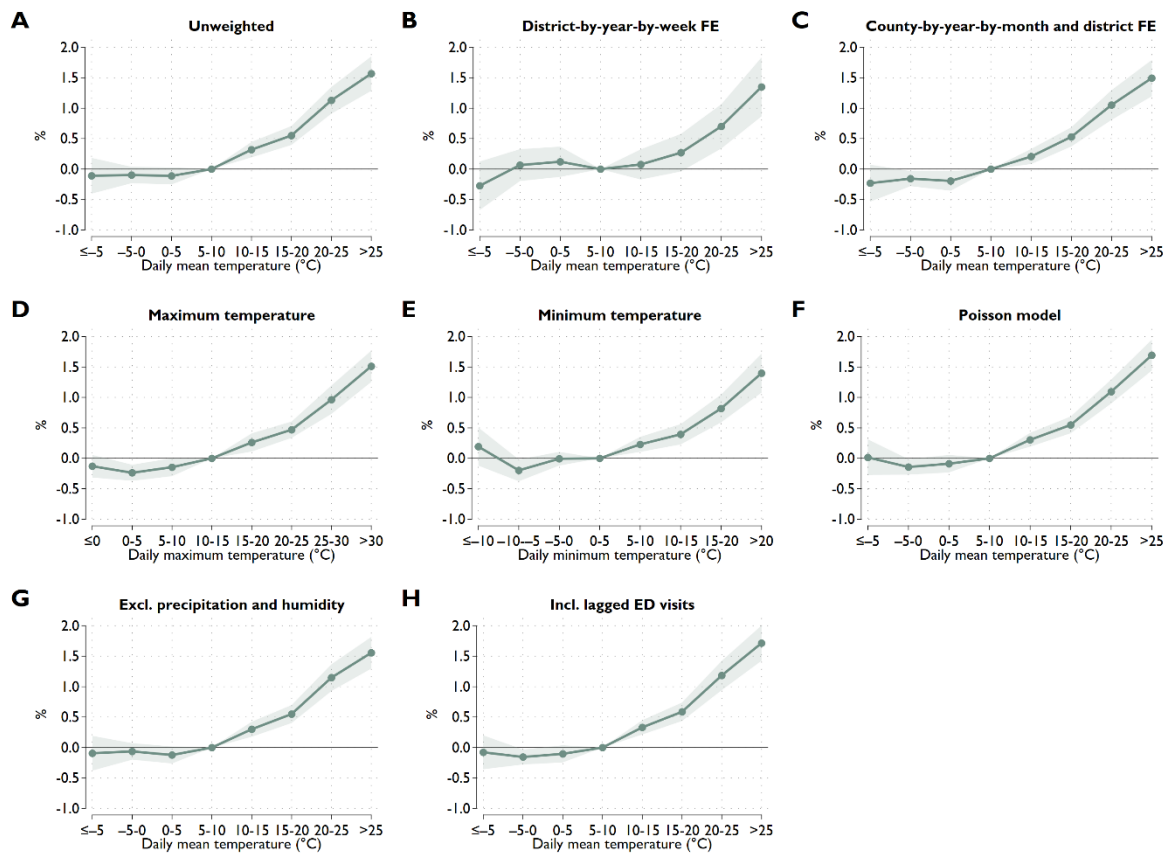 A Unweighted
2.0
1.5
1.0
0.5
0.0
-0.5
-1.0
%
≤–5 –5-0 0-5 5-10 10-15 15-20 20-25 >25
Daily mean temperature (°C)
B District-by-year-by-week FE
2.0
1.5
1.0
0.5
0.0
-0.5
-1.0
%
≤–5 –5-0 0-5 5-10 10-15 15-20 20-25 >25
Daily mean temperature (°C)
C County-by-year-by-month and district FE
2.0
1.5
1.0
0.5
0.0
-0.5
-1.0
%
≤–5 –5-0 0-5 5-10 10-15 15-20 20-25 >25
Daily mean temperature (°C)
D Maximum temperature
2.0
1.5
1.0
0.5
0.0
-0.5
-1.0
%
≤0 0-5 5-10 10-15 15-20 20-25 25-30 >30
Daily maximum temperature (°C)
E Minimum temperature
2.0
1.5
1.0
0.5
0.0
-0.5
-1.0
%
≤–10 –10-–5 –5-0 0-5 5-10 10-15 15-20 >20
Daily minimum temperature (°C)
F Poisson model
2.0
1.5
1.0
0.5
0.0
-0.5
-1.0
%
≤–5 –5-0 0-5 5-10 10-15 15-20 20-25 >25
Daily mean temperature (°C)
G Excl. precipitation and humidity
2.0
1.5
1.0
0.5
0.0
-0.5
-1.0
%
≤–5 –5-0 0-5 5-10 10-15 15-20 20-25 >25
Daily mean temperature (°C)
H Incl. lagged ED visits
2.0
1.5
1.0
0.5
0.0
-0.5
-1.0
%
≤–5 –5-0 0-5 5-10 10-15 15-20 20-25 >25
Daily mean temperature (°C)